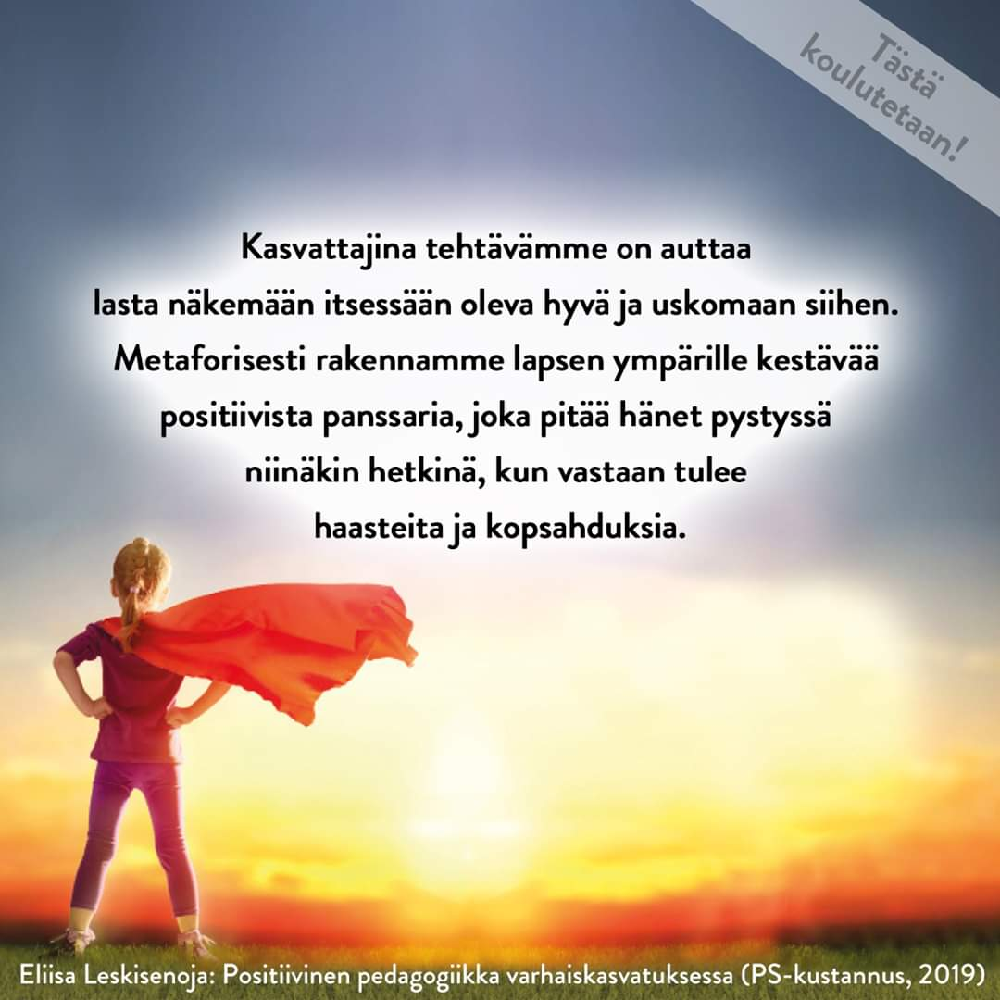 Tästä
koulutetaan!
Kasvattajina tehtävämme on auttaa
lasta näkemään itsessään oleva hyvä ja uskomaan siihen.
Metaforisesti rakennamme lapsen ympärille kestävää
positiivista panssaria, joka pitää hänet pystyssä
niinäkin hetkinä, kun vastaan tulee
haasteita ja kopsahduksia.
Eliisa Leskisenoja: Positiivinen pedagogiikka varhaiskasvatuksessa (PS-kustannus, 2019)